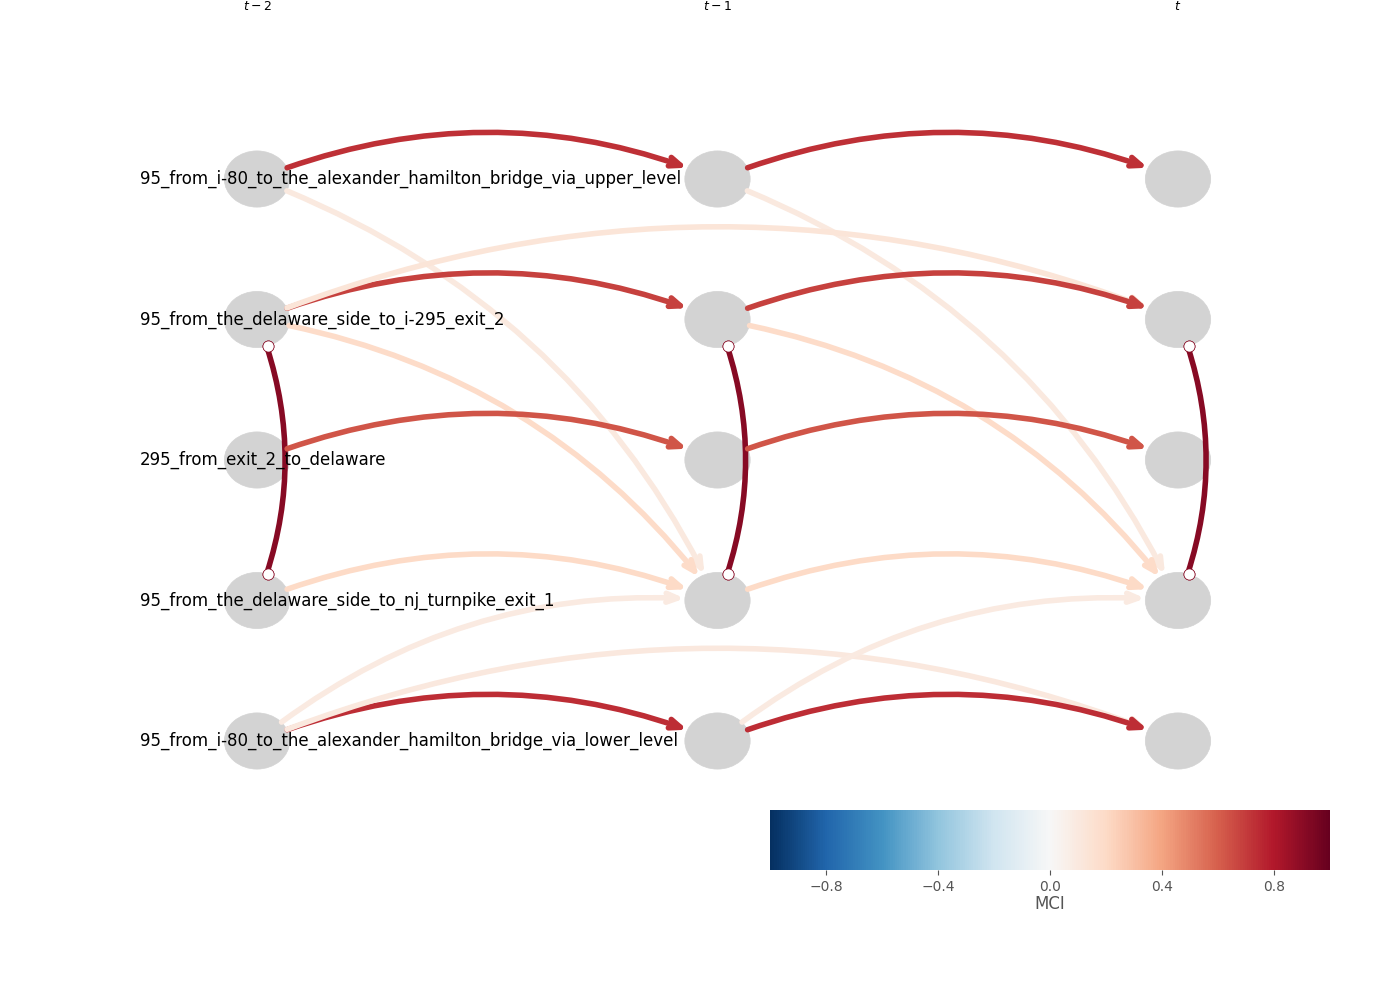 t − 2 t − 1 t
95_from_i-80_to_the_alexander_hamilton_bridge_via_upper_level
95_from_the_delaware_side_to_i-295_exit_2
295_from_exit_2_to_delaware
95_from_the_delaware_side_to_nj_turnpike_exit_1
95_from_i-80_to_the_alexander_hamilton_bridge_via_lower_level
−0.8 −0.4 0.0 0.4 0.8
MCI